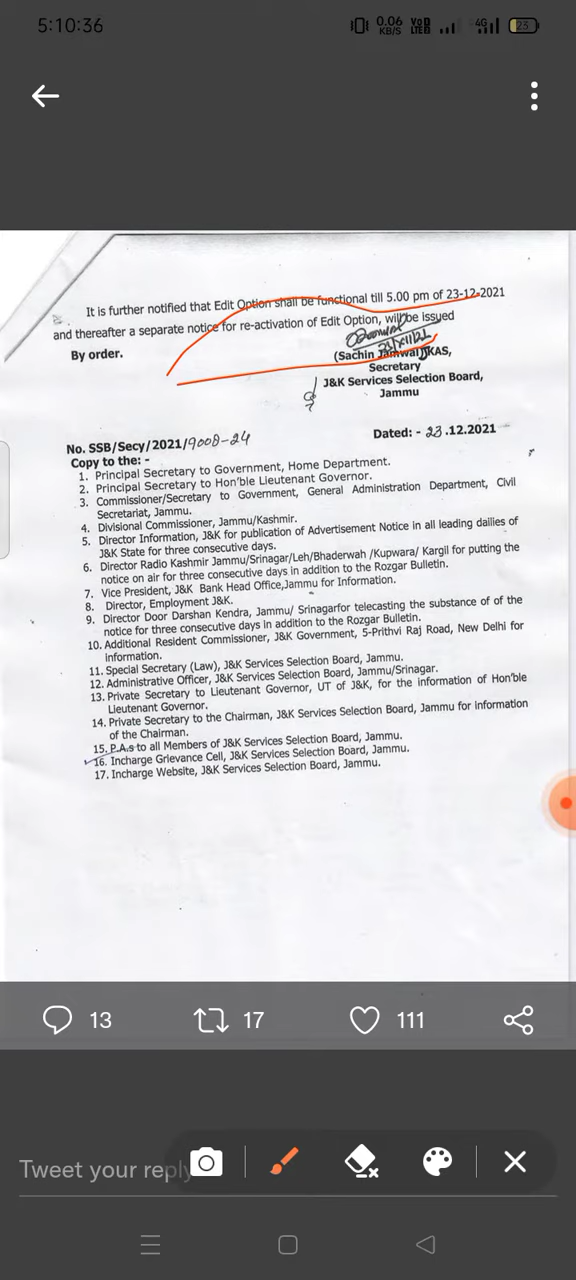 5:10:36
0.06 KB/S VoD LTE 4G 23
It is further notified that Edit Option shall be functional till 5.00 pm of 23-12-2021
and thereafter a separate notice for re-activation of Edit Option, will be issued
By order.
(Sachin Jamwal)JKAS,
Secretary
J&K Services Selection Board,
Jammu
No. SSB/Secy/2021/9008-24
Dated: - 23.12.2021
Copy to the: -
1. Principal Secretary to Government, Home Department.
2. Principal Secretary to Hon'ble Lieutenant Governor.
3. Commissioner/Secretary to Government, General Administration Department, Civil
Secretariat, Jammu.
4. Divisional Commissioner, Jammu/Kashmir.
5. Director Information, J&K for publication of Advertisement Notice in all leading dailies of
J&K State for three consecutive days.
6. Director Radio Kashmir Jammu/Srinagar/Leh/Bhaderwah /Kupwara/ Kargil for putting the
notice on air for three consecutive days in addition to the Rozgar Bulletin.
7. Vice President, J&K Bank Head Office,Jammu for Information.
8. Director, Employment J&K.
9. Director Door Darshan Kendra, Jammu/ Srinagarfor telecasting the substance of of the
notice for three consecutive days in addition to the Rozgar Bulletin.
10. Additional Resident Commissioner, J&K Government, 5-Prithvi Raj Road, New Delhi for
information.
11. Special Secretary (Law), J&K Services Selection Board, Jammu.
12. Administrative Officer, J&K Services Selection Board, Jammu/Srinagar.
13. Private Secretary to Lieutenant Governor, UT of J&K, for the information of Hon'ble
Lieutenant Governor.
14. Private Secretary to the Chairman, J&K Services Selection Board, Jammu for information
of the Chairman.
15. P.A.s to all Members of J&K Services Selection Board, Jammu.
16. Incharge Grievance Cell, J&K Services Selection Board, Jammu.
17. Incharge Website, J&K Services Selection Board, Jammu.
13 17 111
Tweet your reply